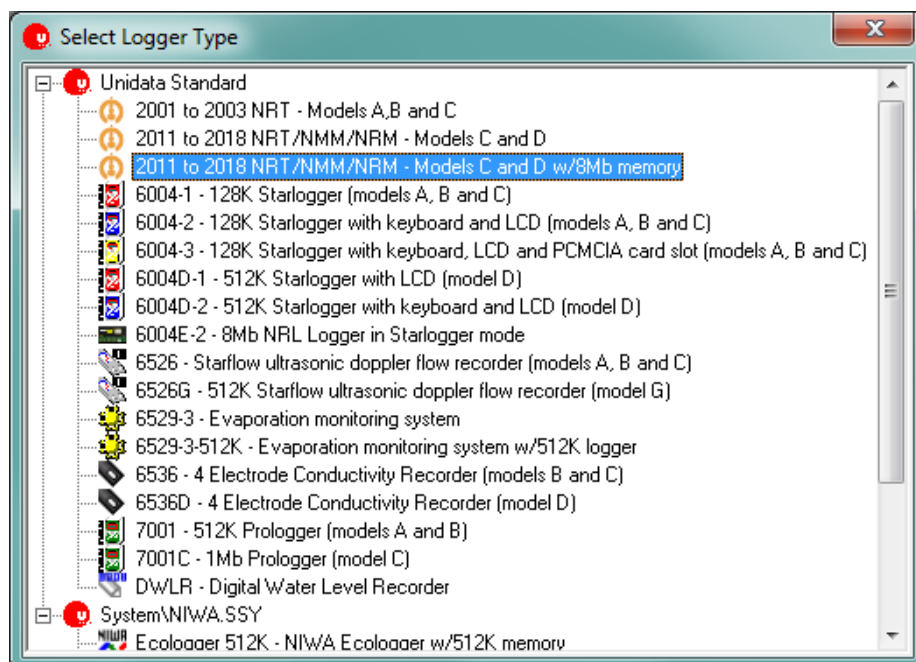 Select Logger Type
Unidata Standard
2001 to 2003 NRT - Models A,B and C
2011 to 2018 NRT/NMM/NRM - Models C and D
2011 to 2018 NRT/NMM/NRM - Models C and D w/8Mb memory
6004-1 - 128K Starlogger (models A, B and C)
6004-2 - 128K Starlogger with keyboard and LCD (models A, B and C)
6004-3 - 128K Starlogger with keyboard, LCD and PCMCIA card slot (models A, B and C)
6004D-1 - 512K Starlogger with LCD (model D)
6004D-2 - 512K Starlogger with keyboard and LCD (model D)
6004E-2 - 8Mb NRL Logger in Starlogger mode
6526 - Starflow ultrasonic doppler flow recorder (models A, B and C)
6526G - 512K Starflow ultrasonic doppler flow recorder (model G)
6529-3 - Evaporation monitoring system
6529-3-512K - Evaporation monitoring system w/512K logger
6536 - 4 Electrode Conductivity Recorder (models B and C)
6536D - 4 Electrode Conductivity Recorder (model D)
7001 - 512K Prologger (models A and B)
7001C - 1Mb Prologger (model C)
DWLR - Digital Water Level Recorder
System\NIWA.SSY
NIWA Ecologger 512K - NIWA Ecologger w/512K memory